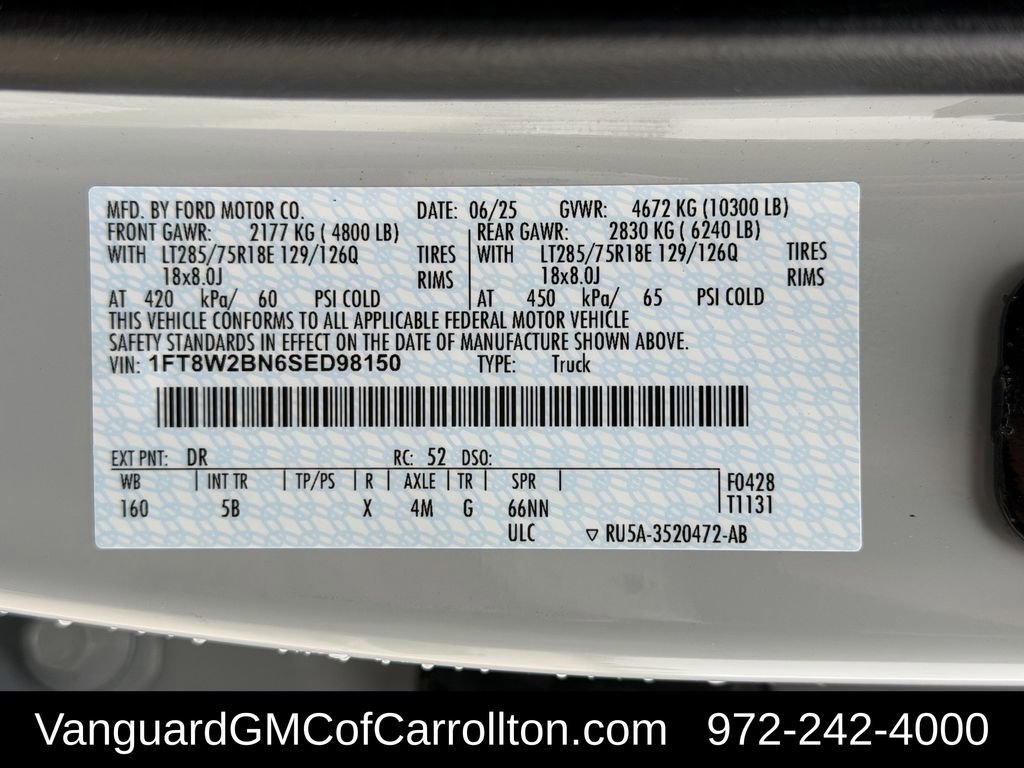 MFD. BY FORD MOTOR CO. DATE: 06/25 GVWR: 4672 KG (10300 LB)
FRONT GAWR: 2177 KG ( 4800 LB) REAR GAWR: 2830 KG ( 6240 LB)
WITH LT285/75R18E 129/126Q TIRES WITH LT285/75R18E 129/126Q TIRES
18x8.0J RIMS 18x8.0J RIMS
AT 420 kPa/ 60 PSI COLD AT 450 kPa/ 65 PSI COLD
THIS VEHICLE CONFORMS TO ALL APPLICABLE FEDERAL MOTOR VEHICLE
SAFETY STANDARDS IN EFFECT ON THE DATE OF MANUFACTURE SHOWN ABOVE.
VIN: 1FT8W2BN6SED98150 TYPE: Truck
EXT PNT: DR RC: 52 DSO:
WB INT TR TP/PS R AXLE TR SPR F0428
160 5B X 4M G 66NN T1131
ULC ▽ RU5A-3520472-AB
VanguardGMCofCarrollton.com 972-242-4000